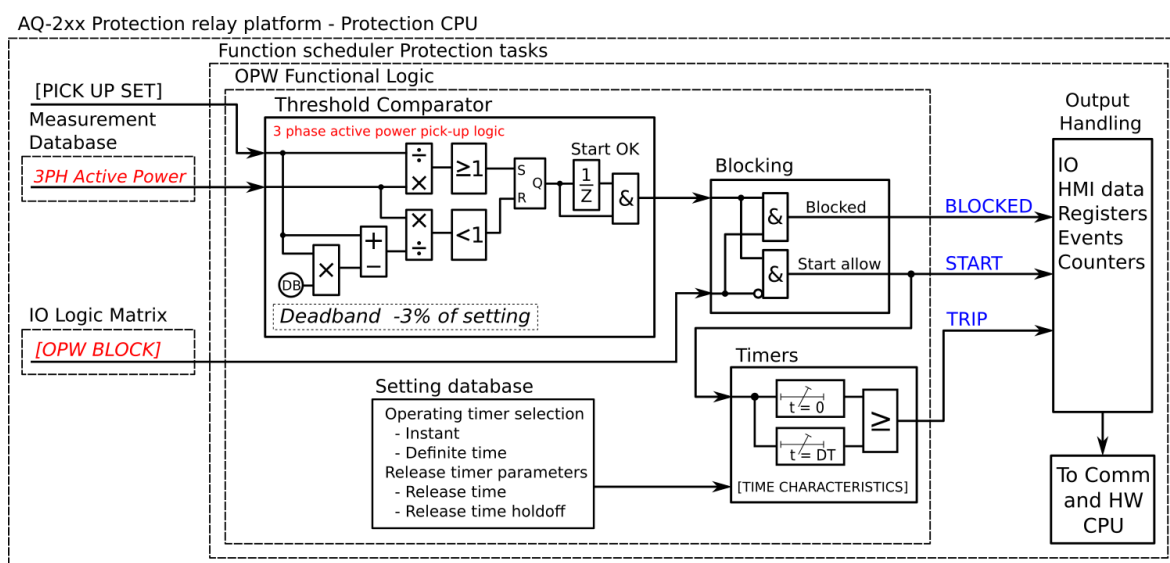 AQ-2xx Protection relay platform - Protection CPU
Function scheduler Protection tasks
OPW Functional Logic
[PICK UP SET]
Measurement
Database
3PH Active Power
Threshold Comparator
3 phase active power pick-up logic
÷
×
≥1
S
Q
R
Start OK
1
Z
&
×
÷
<1
+
−
×
DB
Deadband -3% of setting
Blocking
&
Blocked
&
Start allow
BLOCKED
START
TRIP
Output
Handling
IO
HMI data
Registers
Events
Counters
IO Logic Matrix
[OPW BLOCK]
Setting database
Operating timer selection
- Instant
- Definite time
Release timer parameters
- Release time
- Release time holdoff
Timers
t = 0
t = DT
≥
[TIME CHARACTERISTICS]
To Comm
and HW
CPU